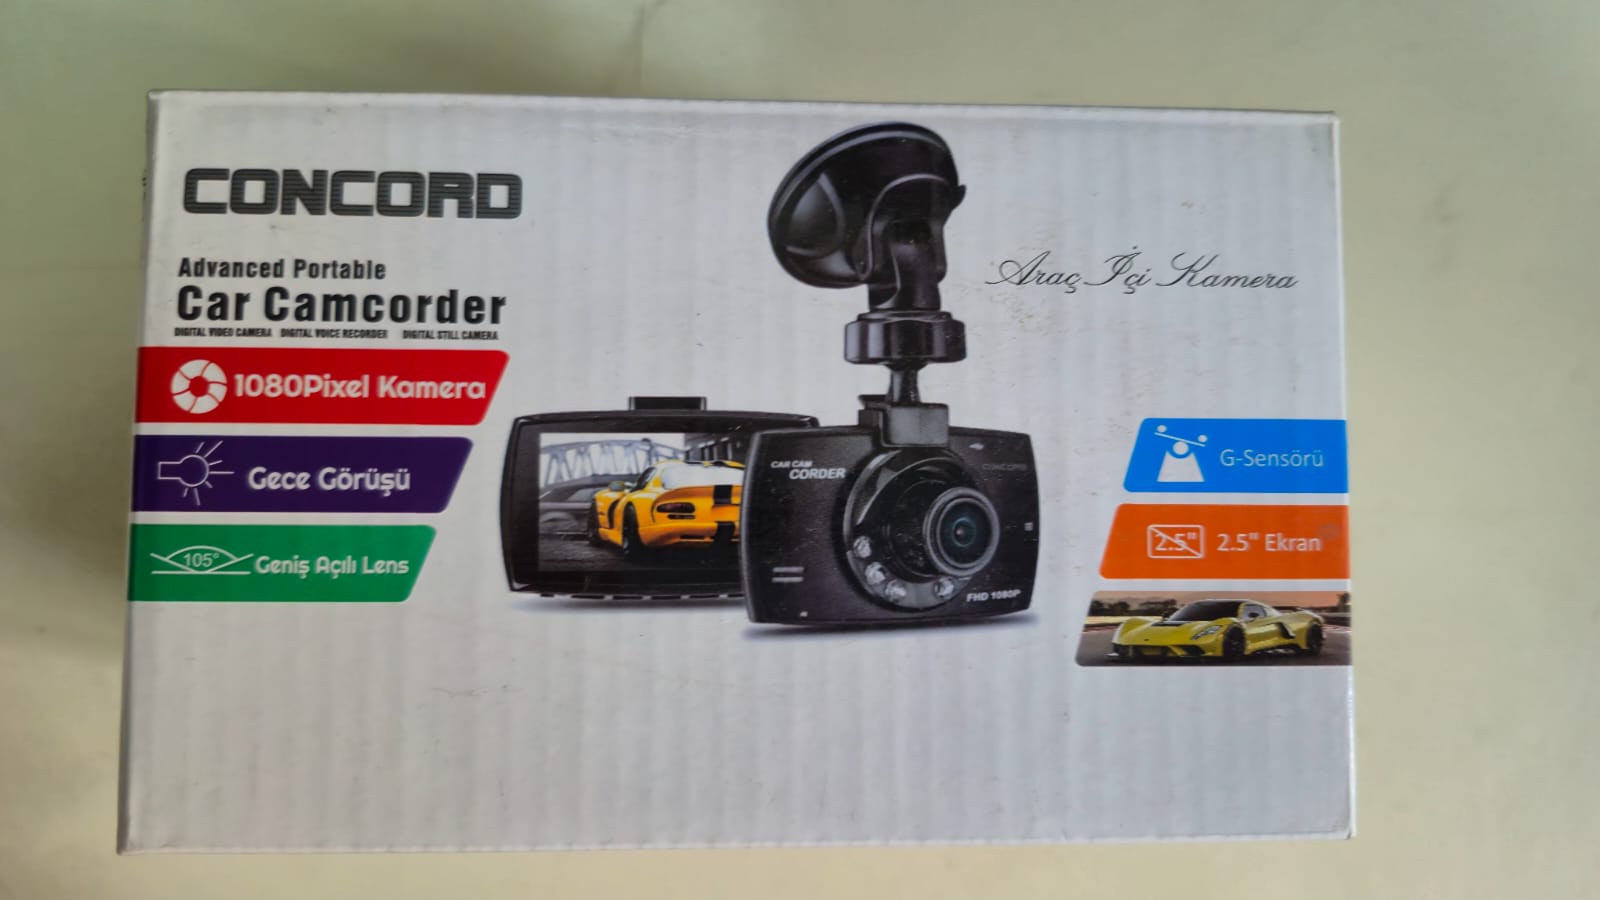 CONCORD
Advanced Portable
Car Camcorder
DIGITAL VIDEO CAMERA DIGITAL VOICE RECORDER DIGITAL STILL CAMERA
1080Pixel Kamera
Gece Görüşü
105°
Geniş Açılı Lens
Araç İçi Kamera
CAR CAM
CORDER
CONCORD
FHD 1080P
G-Sensörü
2.5"
2.5" Ekran